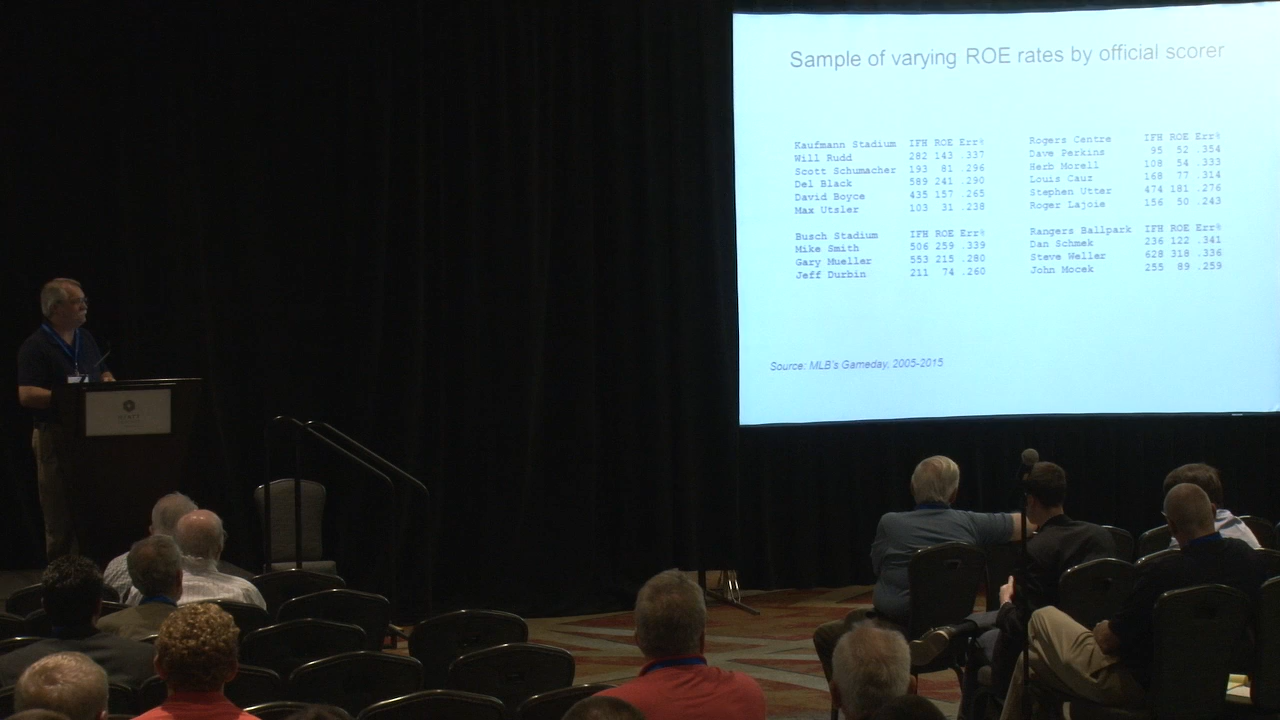 Sample of varying ROE rates by official scorer
Kaufmann Stadium IFH ROE Err%
Will Rudd 282 143 .337
Scott Schumacher 193 81 .296
Del Black 589 241 .290
David Boyce 435 157 .265
Max Utsler 103 31 .238
Busch Stadium IFH ROE Err%
Mike Smith 506 259 .339
Gary Mueller 553 215 .280
Jeff Durbin 211 74 .260
Rogers Centre IFH ROE Err%
Dave Perkins 95 52 .354
Herb Morell 108 54 .333
Louis Cauz 168 77 .314
Stephen Utter 474 181 .276
Roger Lajoie 156 50 .243
Rangers Ballpark IFH ROE Err%
Dan Schmek 236 122 .341
Steve Weller 628 318 .336
John Mocek 255 89 .259
Source: MLB's Gameday, 2005-2015
HYATT